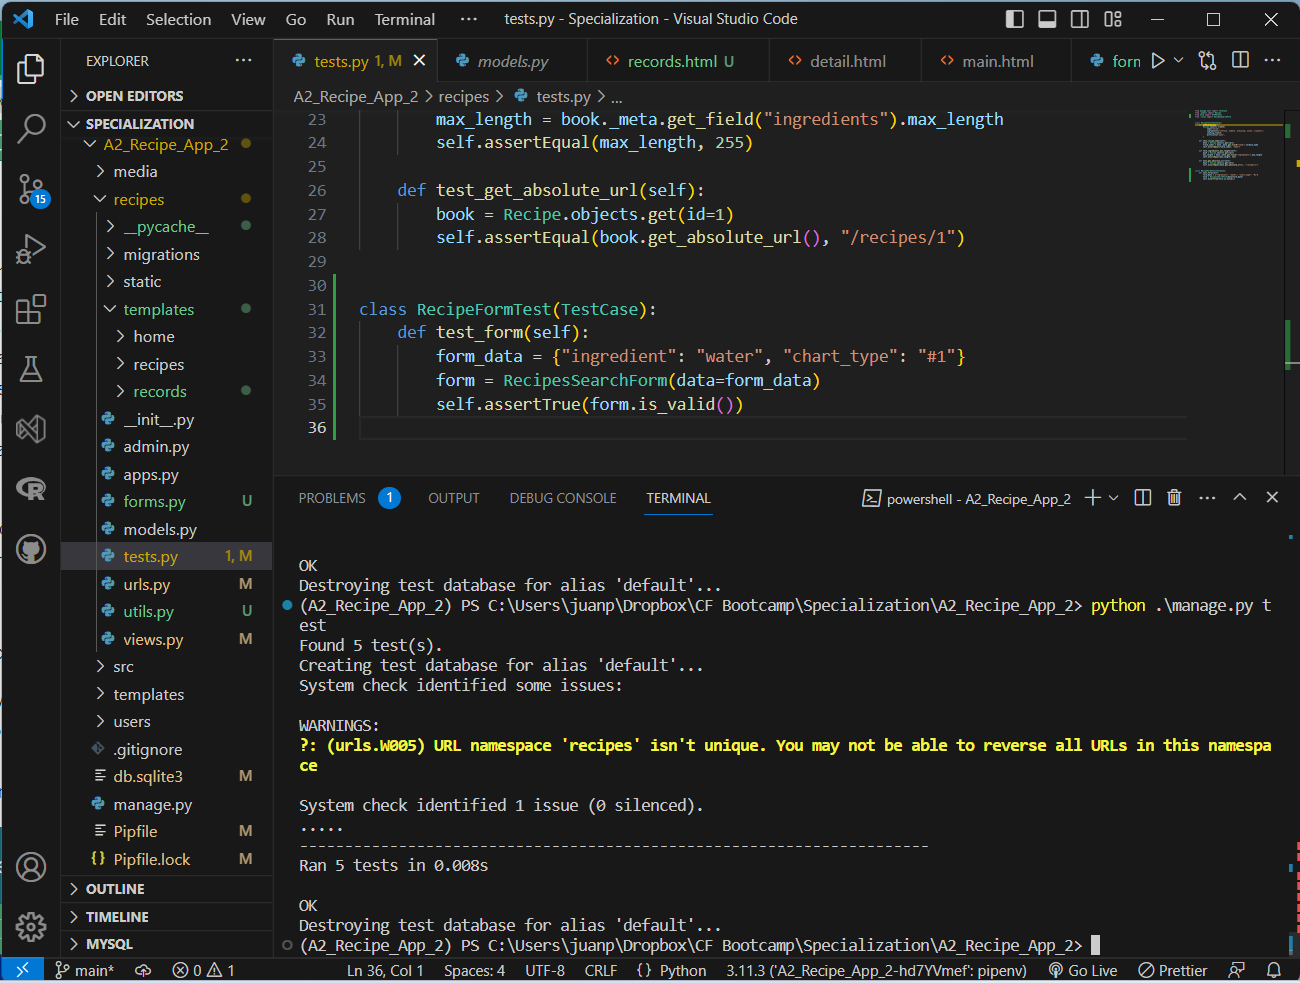 File Edit Selection View Go Run Terminal ··· tests.py - Specialization - Visual Studio Code
EXPLORER ···
OPEN EDITORS
SPECIALIZATION
A2_Recipe_App_2
media
recipes
__pycache__
migrations
static
templates
home
recipes
records
__init__.py
admin.py
apps.py
forms.py U
models.py
tests.py 1, M
urls.py M
utils.py U
views.py M
src
templates
users
.gitignore
db.sqlite3 M
manage.py
Pipfile M
{} Pipfile.lock M
OUTLINE
TIMELINE
MYSQL
15
tests.py 1, M models.py <> records.html U <> detail.html <> main.html form
A2_Recipe_App_2 > recipes > tests.py > ...
23 max_length = book._meta.get_field("ingredients").max_length
24 self.assertEqual(max_length, 255)
25
26 def test_get_absolute_url(self):
27 book = Recipe.objects.get(id=1)
28 self.assertEqual(book.get_absolute_url(), "/recipes/1")
29
30
31 class RecipeFormTest(TestCase):
32 def test_form(self):
33 form_data = {"ingredient": "water", "chart_type": "#1"}
34 form = RecipesSearchForm(data=form_data)
35 self.assertTrue(form.is_valid())
36
PROBLEMS 1 OUTPUT DEBUG CONSOLE TERMINAL powershell - A2_Recipe_App_2
OK
Destroying test database for alias 'default'...
(A2_Recipe_App_2) PS C:\Users\juanp\Dropbox\CF Bootcamp\Specialization\A2_Recipe_App_2> python .\manage.py t
est
Found 5 test(s).
Creating test database for alias 'default'...
System check identified some issues:
WARNINGS:
?: (urls.W005) URL namespace 'recipes' isn't unique. You may not be able to reverse all URLs in this namespa
ce
System check identified 1 issue (0 silenced).
.....
----------------------------------------------------------------------
Ran 5 tests in 0.008s
OK
Destroying test database for alias 'default'...
(A2_Recipe_App_2) PS C:\Users\juanp\Dropbox\CF Bootcamp\Specialization\A2_Recipe_App_2>
main* 0 1 Ln 36, Col 1 Spaces: 4 UTF-8 CRLF {} Python 3.11.3 ('A2_Recipe_App_2-hd7YVmef': pipenv) Go Live Prettier